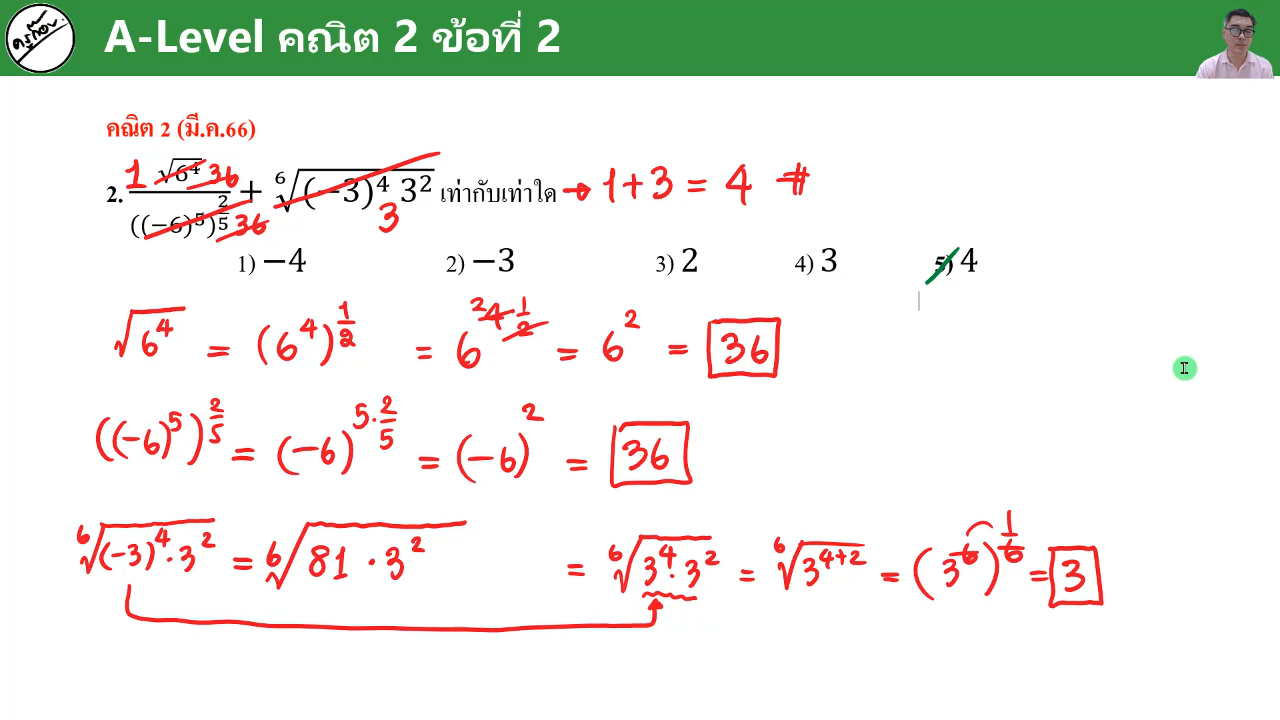 ครูก้อง
A-Level คณิต 2 ข้อที่ 2
คณิต 2 (มี.ค.66)
2. √6⁴ / ((−6)⁵)^(2/5) + ⁶√((−3)⁴ 3²) เท่ากับเท่าใด → 1 + 3 = 4 #
1 36
36 3
1) −4 2) −3 3) 2 4) 3 5) 4
√6⁴ = (6⁴)^(1/2) = 6^(4·1/2) 2 = 6² = 36
((−6)⁵)^(2/5) = (−6)^(5·2/5) = (−6)² = 36
⁶√((−3)⁴·3²) = ⁶√(81·3²) = ⁶√(3⁴·3²) = ⁶√(3^(4+2)) = (3⁶)^(1/6) = 3